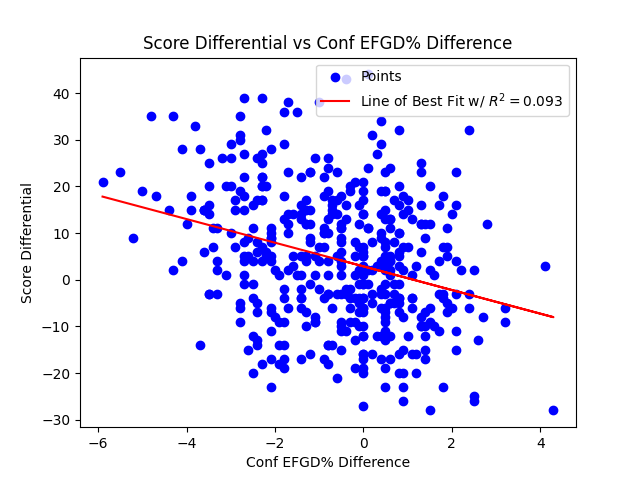 Score Differential vs Conf EFGD% Difference
Points
Line of Best Fit w/ R² = 0.093
Score Differential
40
30
20
10
0
−10
−20
−30
−6 −4 −2 0 2 4
Conf EFGD% Difference